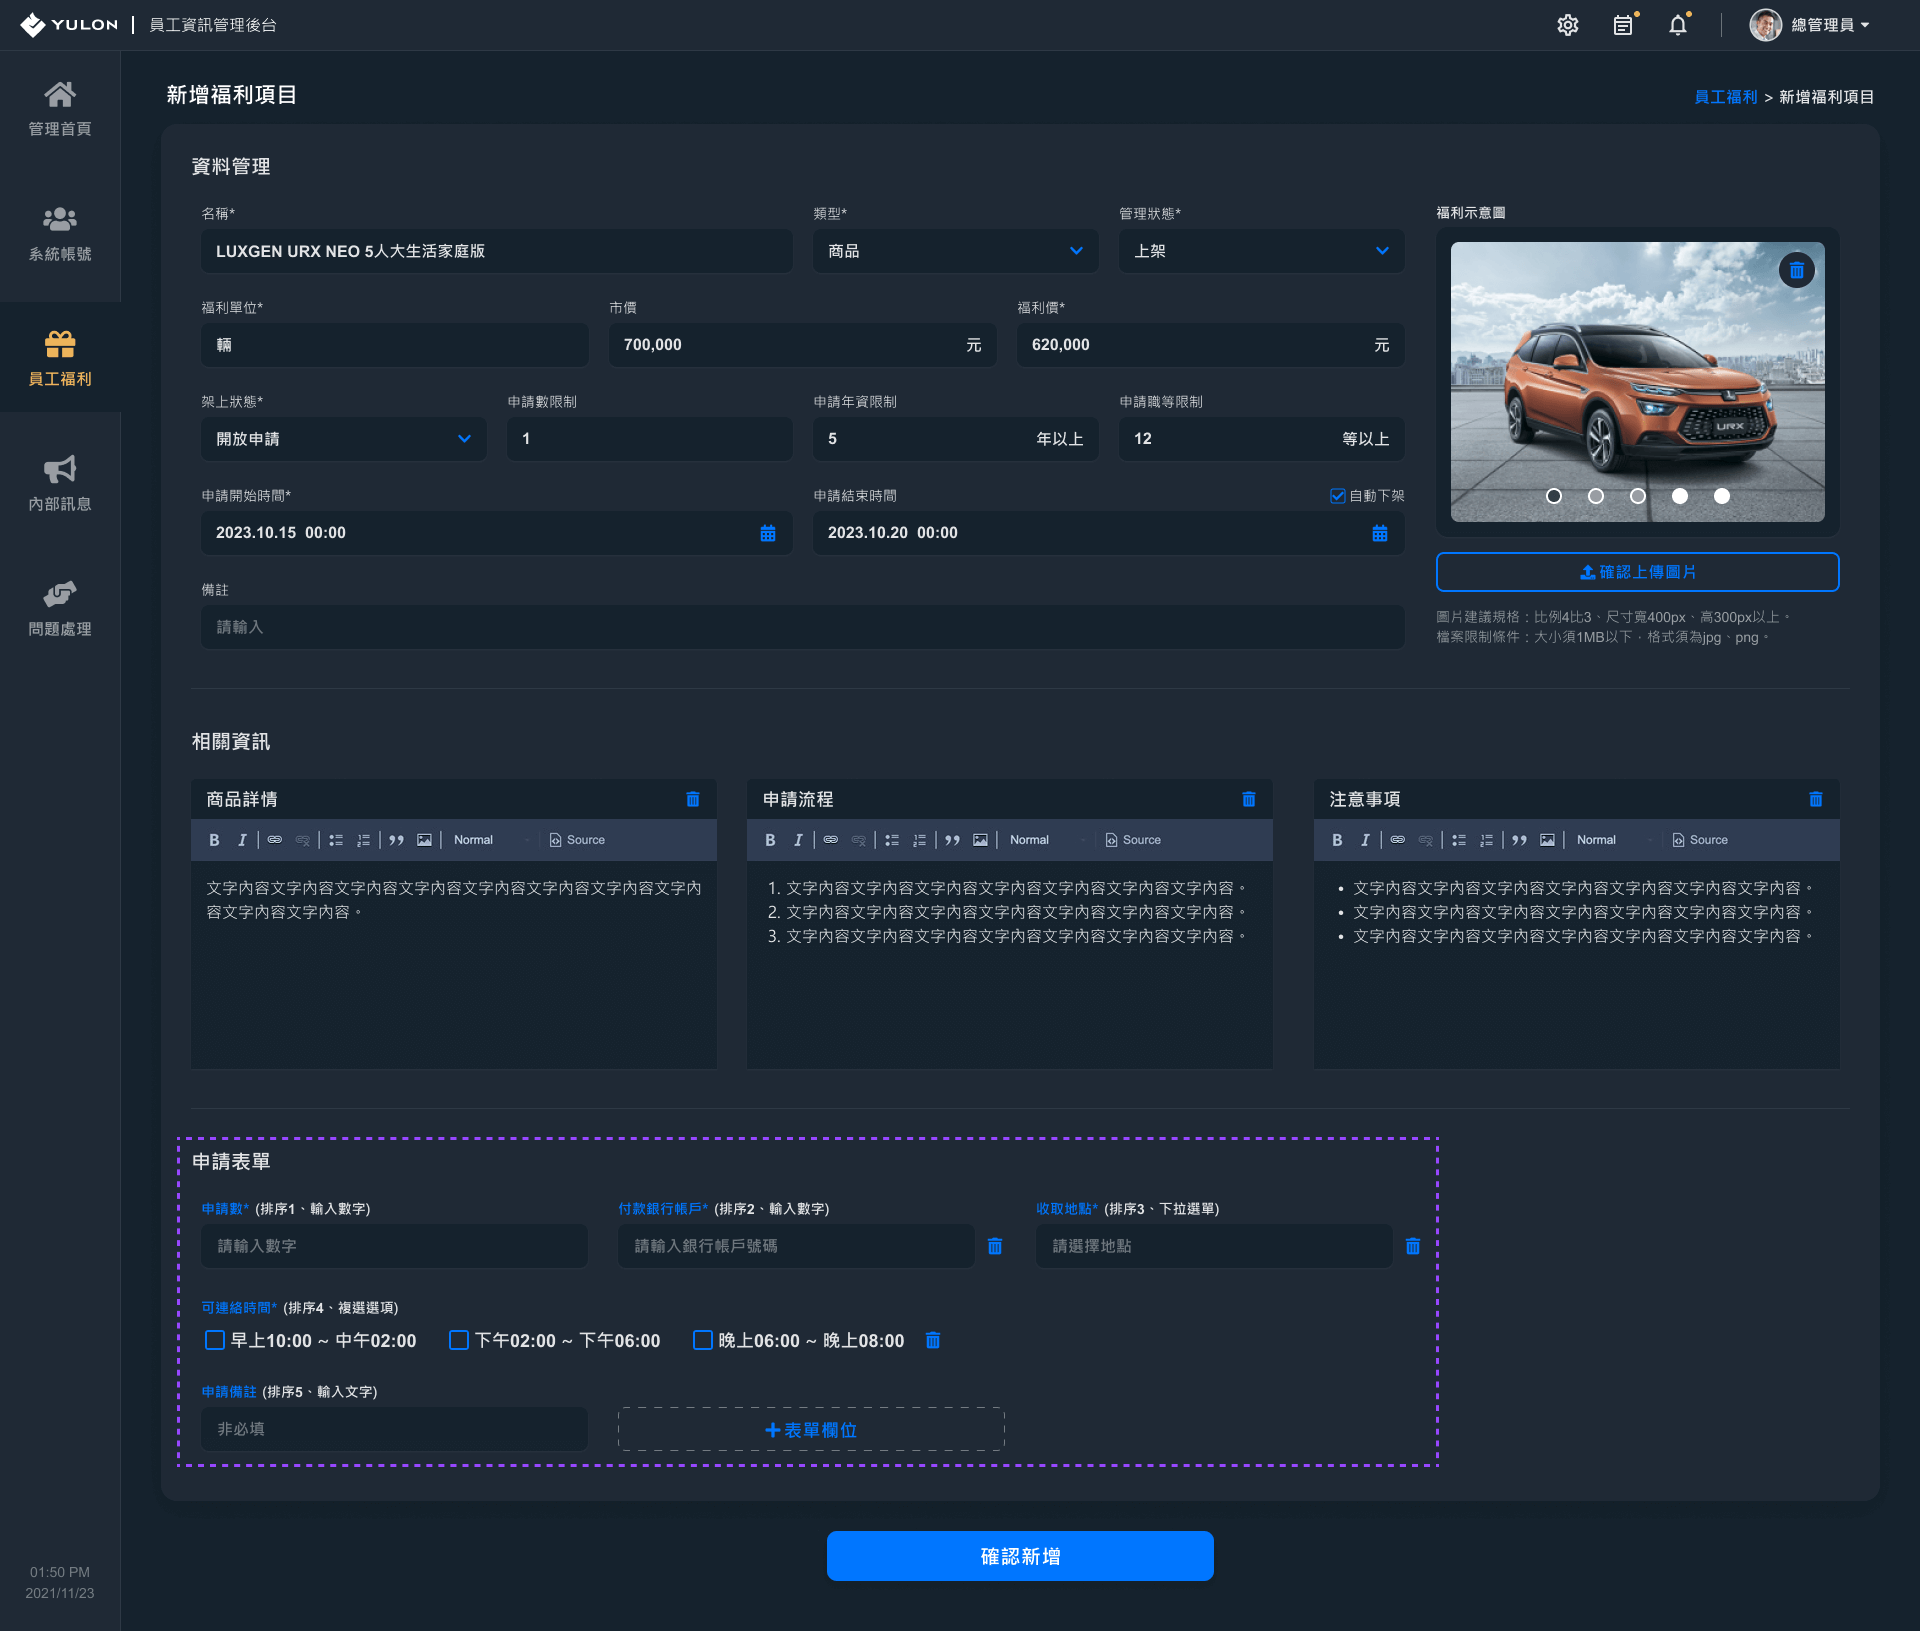 YULON
員工資訊管理後台
總管理員
管理首頁
系統帳號
員工福利
內部訊息
問題處理
01:50 PM
2021/11/23
新增福利項目
員工福利 > 新增福利項目
資料管理
名稱*
LUXGEN URX NEO 5人大生活家庭版
類型*
商品
管理狀態*
上架
福利單位*
輛
市價
700,000 元
福利價*
620,000 元
架上狀態*
開放申請
申請數限制
1
申請年資限制
5 年以上
申請職等限制
12 等以上
申請開始時間*
2023.10.15 00:00
申請結束時間
自動下架
2023.10.20 00:00
備註
請輸入
福利示意圖
URX
確認上傳圖片
圖片建議規格：比例4比3、尺寸寬400px、高300px以上。
檔案限制條件：大小須1MB以下，格式須為jpg、png。
相關資訊
商品詳情
B I Normal Source
文字內容文字內容文字內容文字內容文字內容文字內容文字內容文字內
容文字內容文字內容。
申請流程
B I Normal Source
1. 文字內容文字內容文字內容文字內容文字內容文字內容文字內容。
2. 文字內容文字內容文字內容文字內容文字內容文字內容文字內容。
3. 文字內容文字內容文字內容文字內容文字內容文字內容文字內容。
注意事項
B I Normal Source
• 文字內容文字內容文字內容文字內容文字內容文字內容文字內容。
• 文字內容文字內容文字內容文字內容文字內容文字內容文字內容。
• 文字內容文字內容文字內容文字內容文字內容文字內容文字內容。
申請表單
申請數* (排序1、輸入數字)
請輸入數字
付款銀行帳戶* (排序2、輸入數字)
請輸入銀行帳戶號碼
收取地點* (排序3、下拉選單)
請選擇地點
可連絡時間* (排序4、複選選項)
早上10:00 ~ 中午02:00
下午02:00 ~ 下午06:00
晚上06:00 ~ 晚上08:00
申請備註 (排序5、輸入文字)
非必填
+表單欄位
確認新增